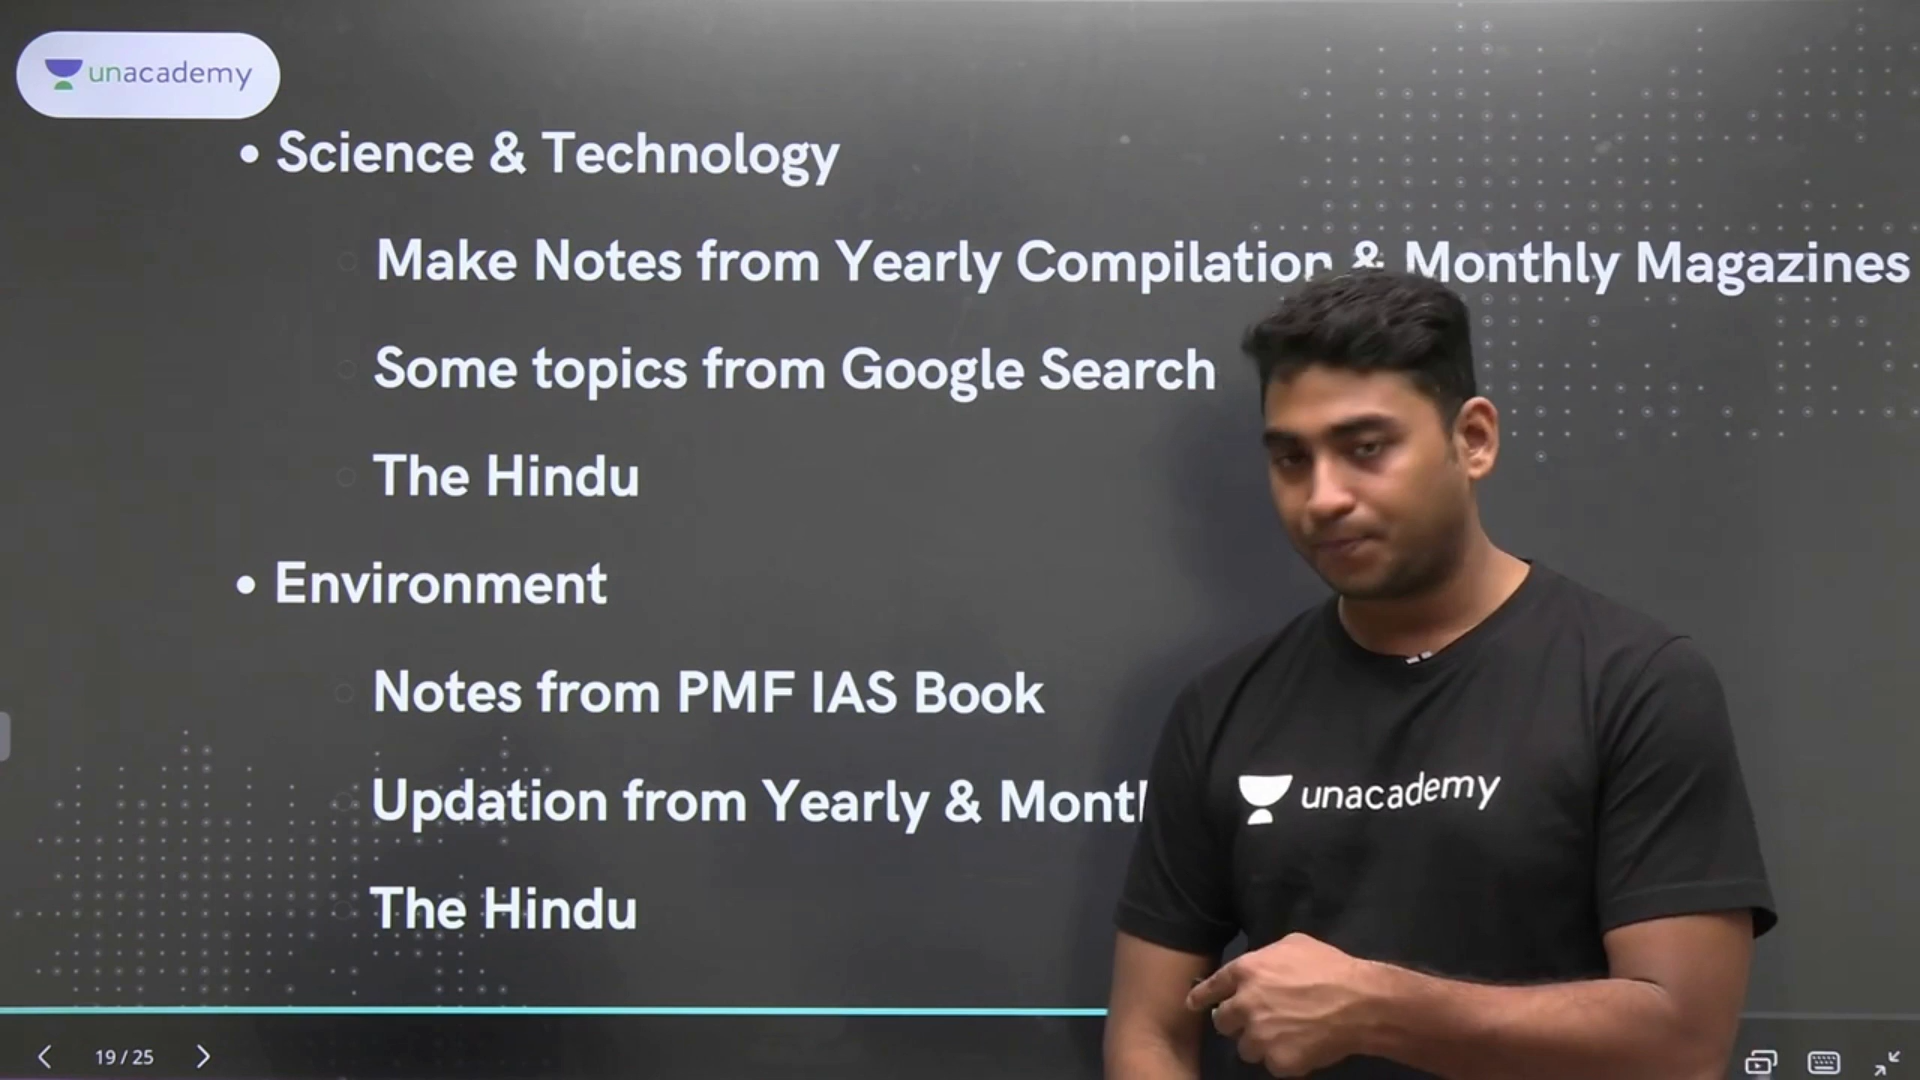 unacademy
• Science & Technology
Make Notes from Yearly Compilation & Monthly Magazines
Some topics from Google Search
The Hindu
• Environment
Notes from PMF IAS Book
Updation from Yearly &
The Hindu
unacademy
19 / 25